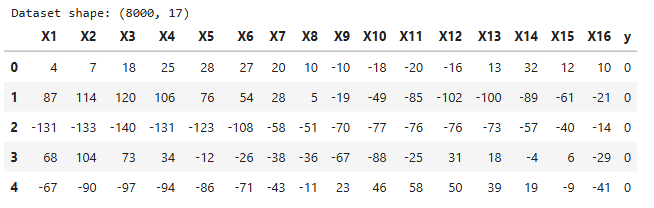 Dataset shape: (8000, 17)
X1 X2 X3 X4 X5 X6 X7 X8 X9 X10 X11 X12 X13 X14 X15 X16 y
0 4 7 18 25 28 27 20 10 -10 -18 -20 -16 13 32 12 10 0
1 87 114 120 106 76 54 28 5 -19 -49 -85 -102 -100 -89 -61 -21 0
2 -131 -133 -140 -131 -123 -108 -58 -51 -70 -77 -76 -76 -73 -57 -40 -14 0
3 68 104 73 34 -12 -26 -38 -36 -67 -88 -25 31 18 -4 6 -29 0
4 -67 -90 -97 -94 -86 -71 -43 -11 23 46 58 50 39 19 -9 -41 0